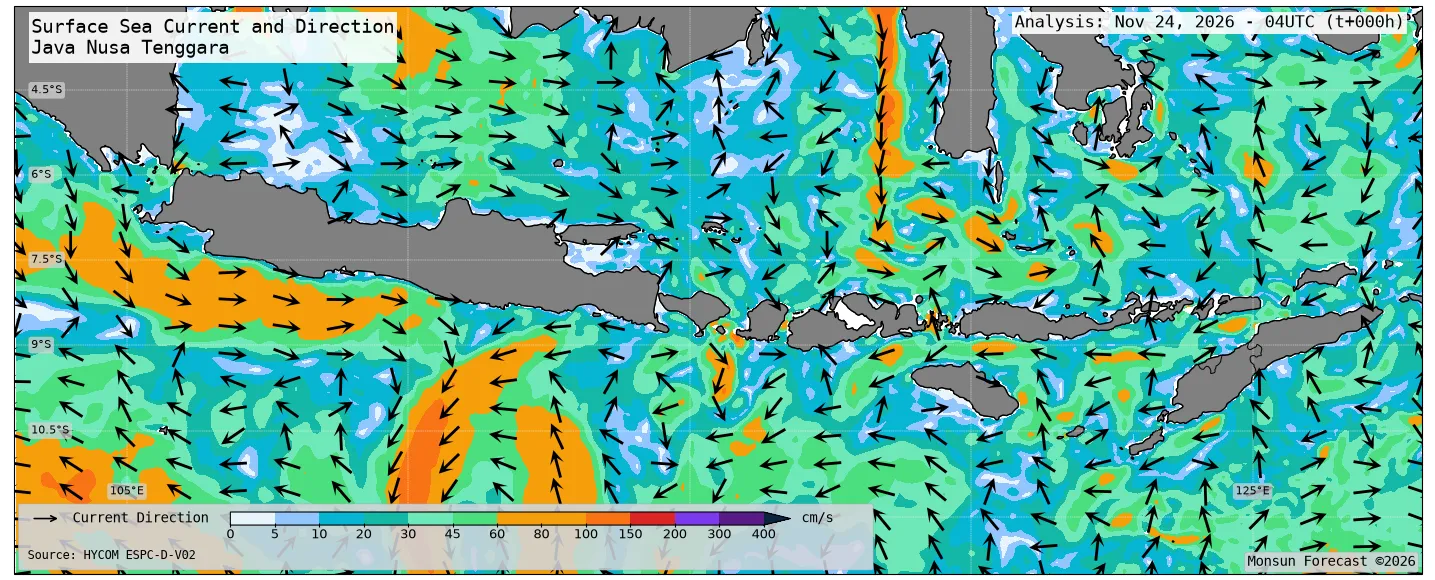 Surface Sea Current and Direction
Java Nusa Tenggara
Analysis: Nov 24, 2026 - 04UTC (t+000h)
4.5°S
6°S
7.5°S
9°S
10.5°S
105°E
125°E
Current Direction
0 5 10 20 30 45 60 80 100 150 200 300 400
cm/s
Source: HYCOM ESPC-D-V02
Monsun Forecast ©2026